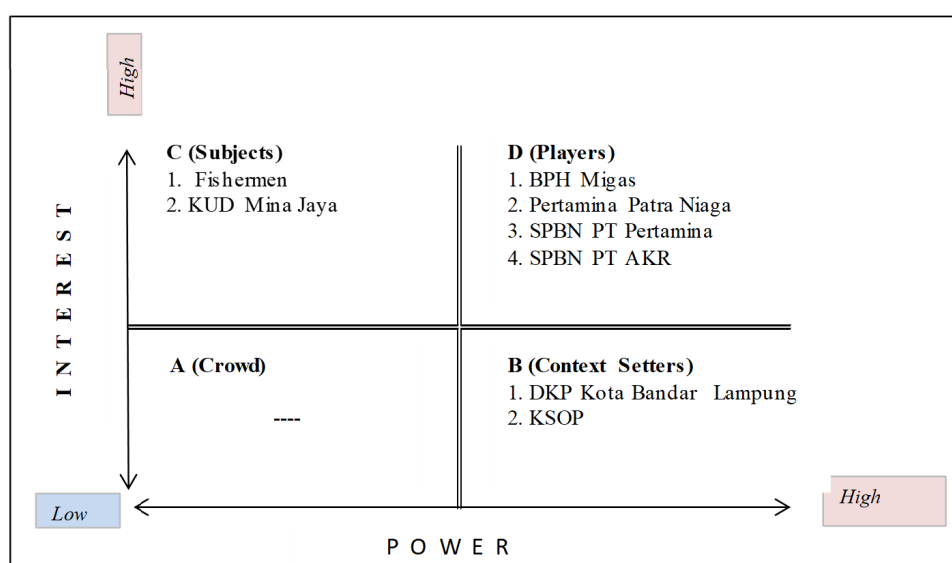 High
C (Subjects)
1. Fishermen
2. KUD Mina Jaya
D (Players)
1. BPH Migas
2. Pertamina Patra Niaga
3. SPBN PT Pertamina
4. SPBN PT AKR
INTEREST
A (Crowd)
----
B (Context Setters)
1. DKP Kota Bandar Lampung
2. KSOP
Low
High
POWER